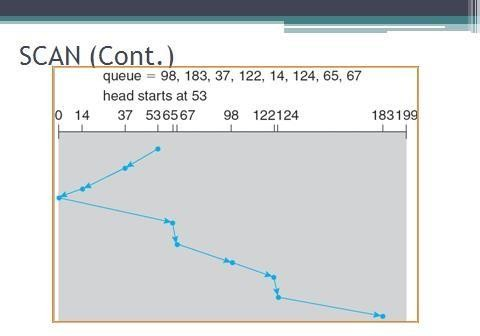 SCAN (Cont.)
queue = 98, 183, 37, 122, 14, 124, 65, 67
head starts at 53
0 14 37 53 65 67 98 122 124 183 199